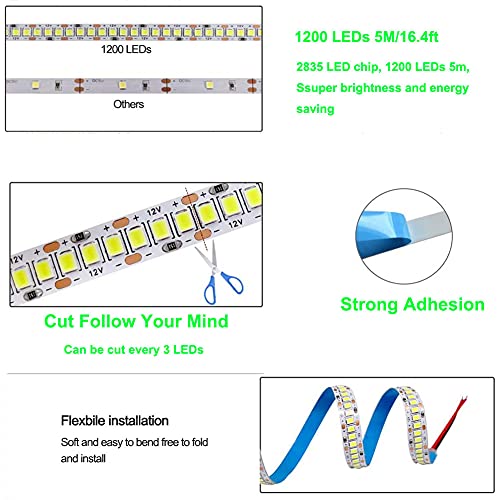 1200 LEDs
Others
1200 LEDs 5M/16.4ft
2835 LED chip, 1200 LEDs 5m,
Ssuper brightness and energy
saving
12V
12V
12V
12V
Cut Follow Your Mind
Can be cut every 3 LEDs
Strong Adhesion
Flexbile installation
Soft and easy to bend free to fold
and install